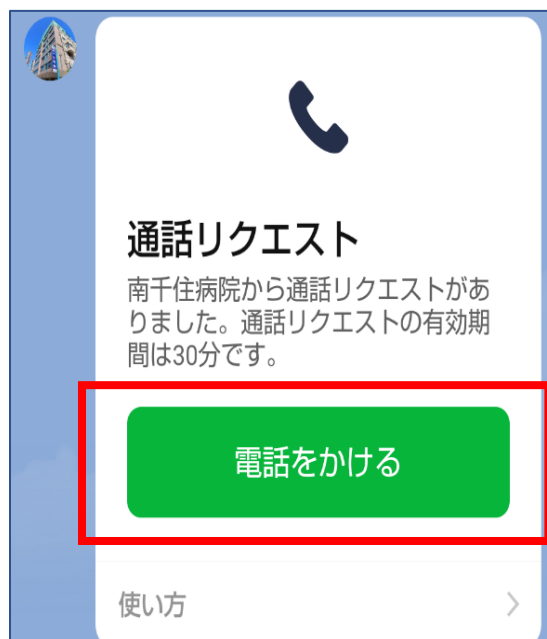 通話リクエスト
南千住病院から通話リクエストがあ
りました。通話リクエストの有効期
間は30分です。
電話をかける
使い方